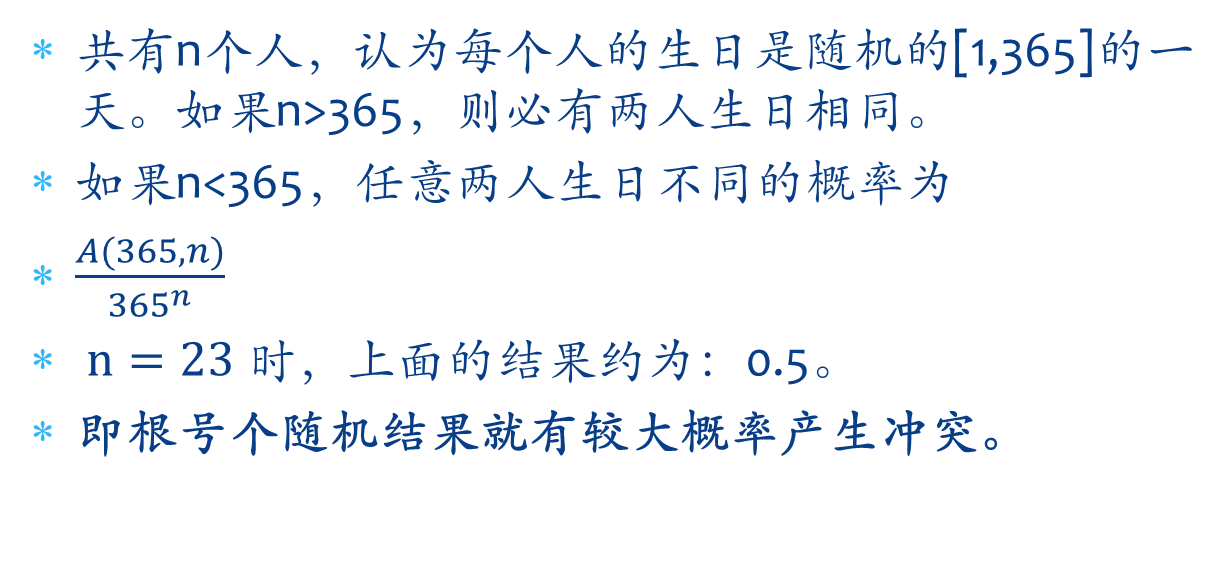 * 共有n个人，认为每个人的生日是随机的[1,365]的一
天。如果n>365，则必有两人生日相同。
* 如果n<365，任意两人生日不同的概率为
* \frac{A(365,n)}{365^n}
* n = 23 时，上面的结果约为：0.5。
* 即根号个随机结果就有较大概率产生冲突。